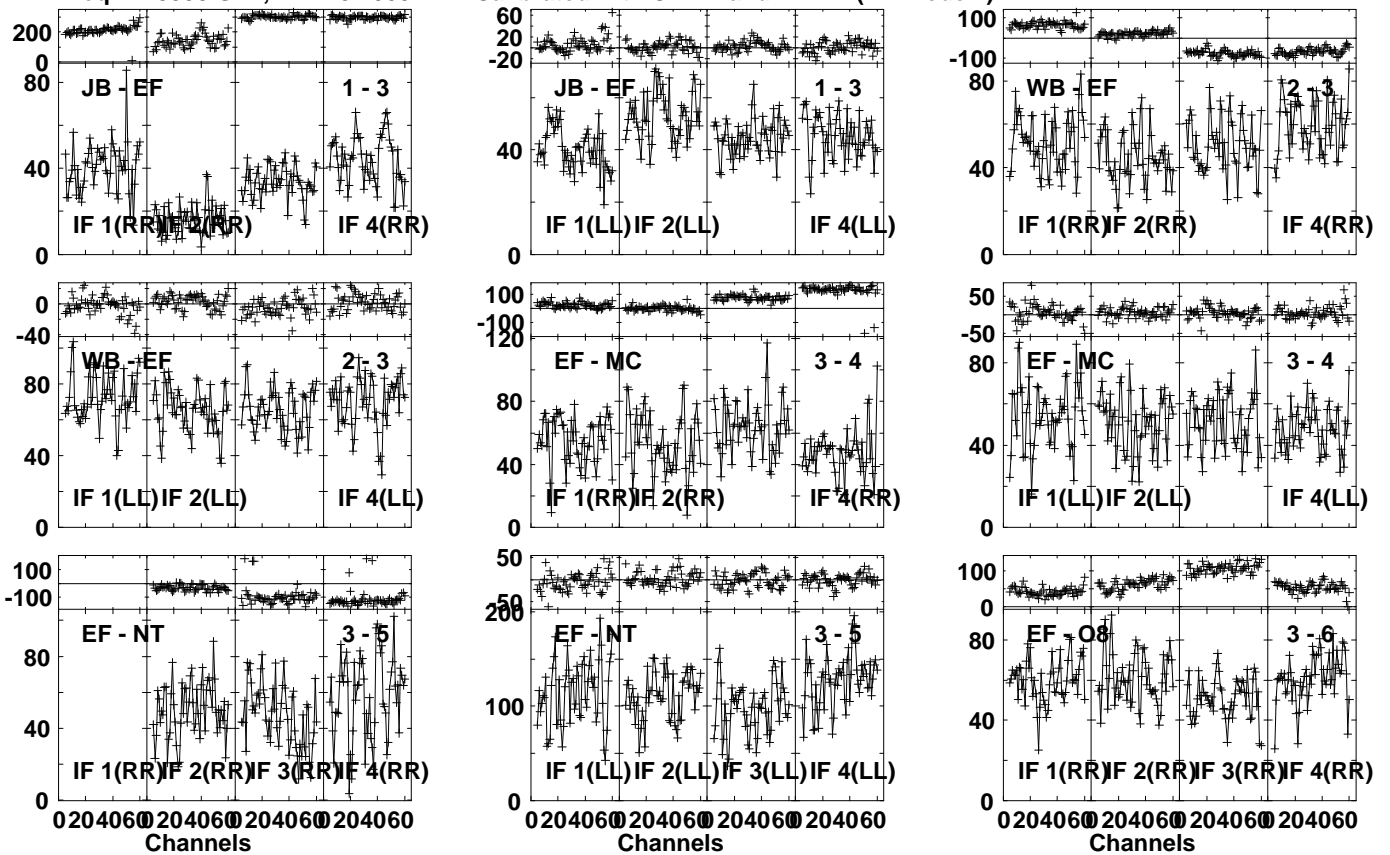 200
0
80
40
0
JB - EF
1 - 3
IF 1(RR)
IF 2(RR)
IF 4(RR)
60
20
-20
40
0
JB - EF
1 - 3
IF 1(LL)
IF 2(LL)
IF 4(LL)
100
-100
80
40
0
WB - EF
2 - 3
IF 1(RR)
IF 2(RR)
IF 4(RR)
0
-40
80
40
0
WB - EF
2 - 3
IF 1(LL)
IF 2(LL)
IF 4(LL)
100
-100
120
80
40
0
EF - MC
3 - 4
IF 1(RR)
IF 2(RR)
IF 4(RR)
50
-50
80
40
0
EF - MC
3 - 4
IF 1(LL)
IF 2(LL)
IF 4(LL)
100
-100
80
40
0
EF - NT
3 - 5
IF 1(RR)
IF 2(RR)
IF 3(RR)
IF 4(RR)
0 20 40 60 0 20 40 60 0 20 40 60 0 20 40 60
Channels
50
0
-50
200
100
0
EF - NT
3 - 5
IF 1(LL)
IF 2(LL)
IF 3(LL)
IF 4(LL)
0 20 40 60 0 20 40 60 0 20 40 60 0 20 40 60
Channels
100
0
80
40
0
EF - O8
3 - 6
IF 1(RR)
IF 2(RR)
IF 3(RR)
IF 4(RR)
0 20 40 60 0 20 40 60 0 20 40 60 0 20 40 60
Channels